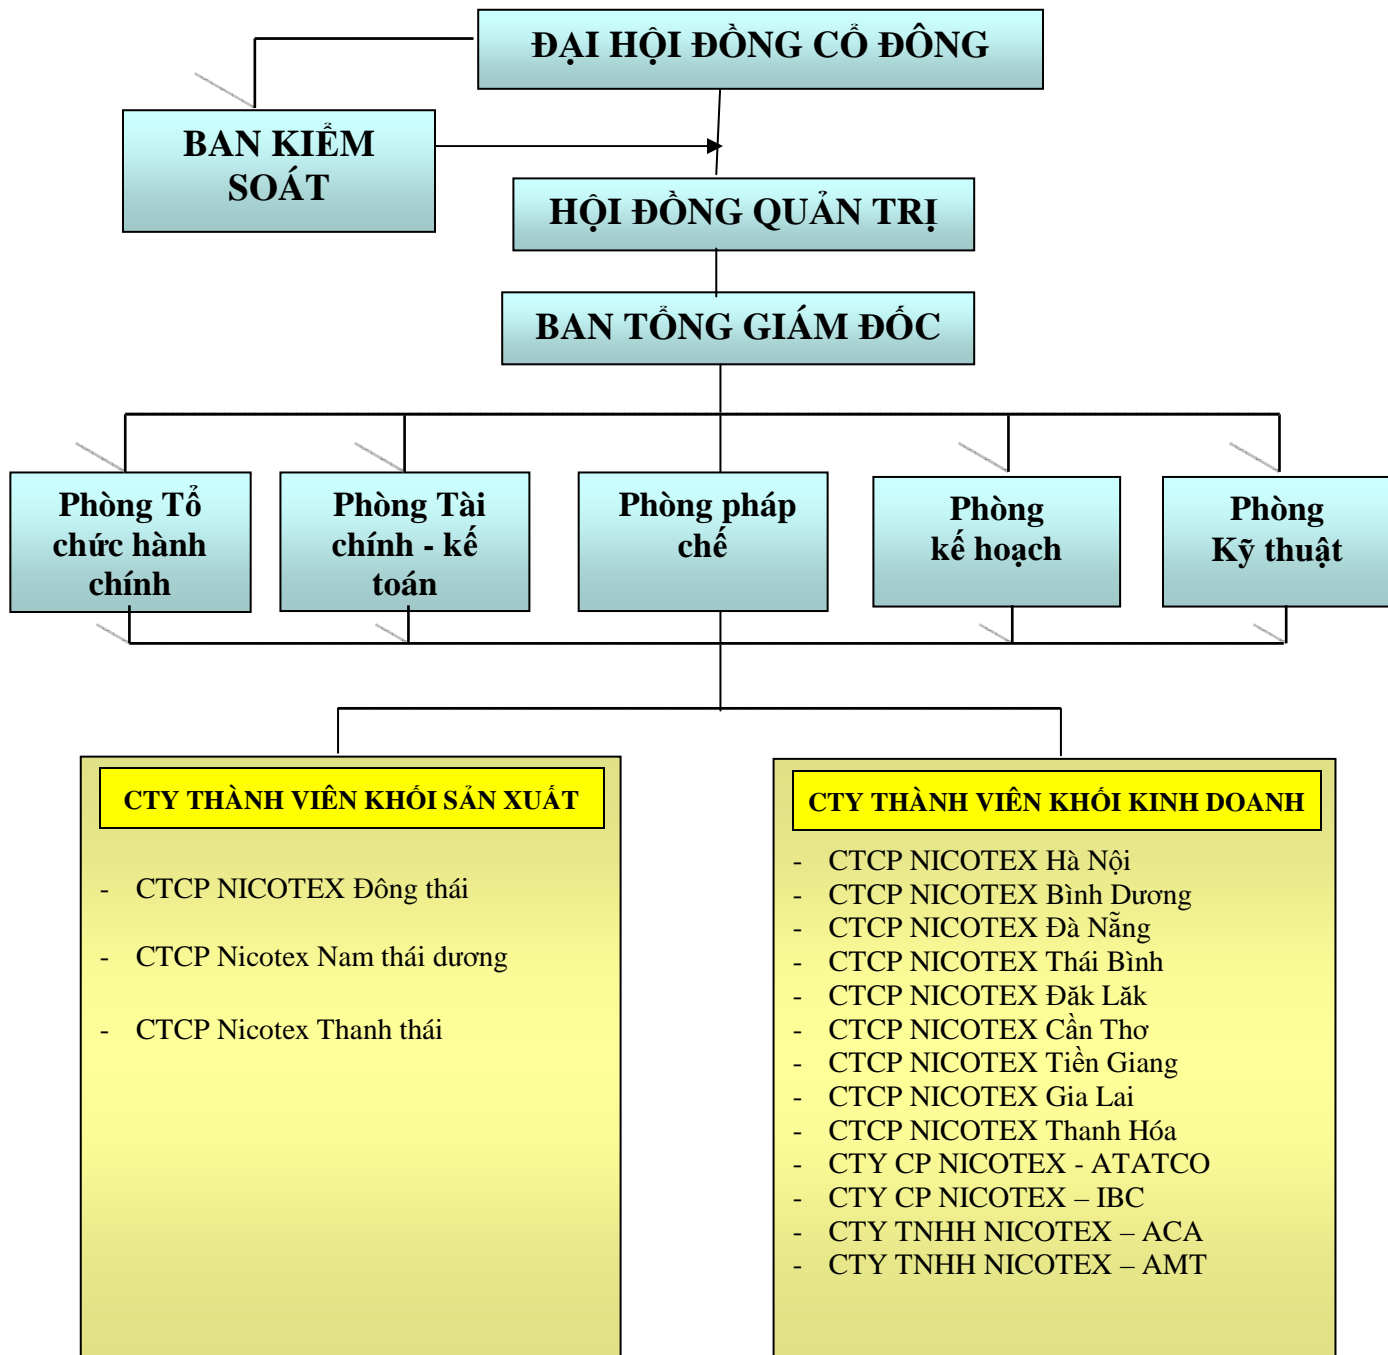 ĐẠI HỘI ĐỒNG CỔ ĐÔNG
BAN KIỂM
SOÁT
HỘI ĐỒNG QUẢN TRỊ
BAN TỔNG GIÁM ĐỐC
Phòng Tổ
chức hành
chính
Phòng Tài
chính - kế
toán
Phòng pháp
chế
Phòng
kế hoạch
Phòng
Kỹ thuật
CTY THÀNH VIÊN KHỐI SẢN XUẤT
- CTCP NICOTEX Đông thái
- CTCP Nicotex Nam thái dương
- CTCP Nicotex Thanh thái
CTY THÀNH VIÊN KHỐI KINH DOANH
- CTCP NICOTEX Hà Nội
- CTCP NICOTEX Bình Dương
- CTCP NICOTEX Đà Nẵng
- CTCP NICOTEX Thái Bình
- CTCP NICOTEX Đăk Lăk
- CTCP NICOTEX Cần Thơ
- CTCP NICOTEX Tiền Giang
- CTCP NICOTEX Gia Lai
- CTCP NICOTEX Thanh Hóa
- CTY CP NICOTEX - ATATCO
- CTY CP NICOTEX – IBC
- CTY TNHH NICOTEX – ACA
- CTY TNHH NICOTEX – AMT